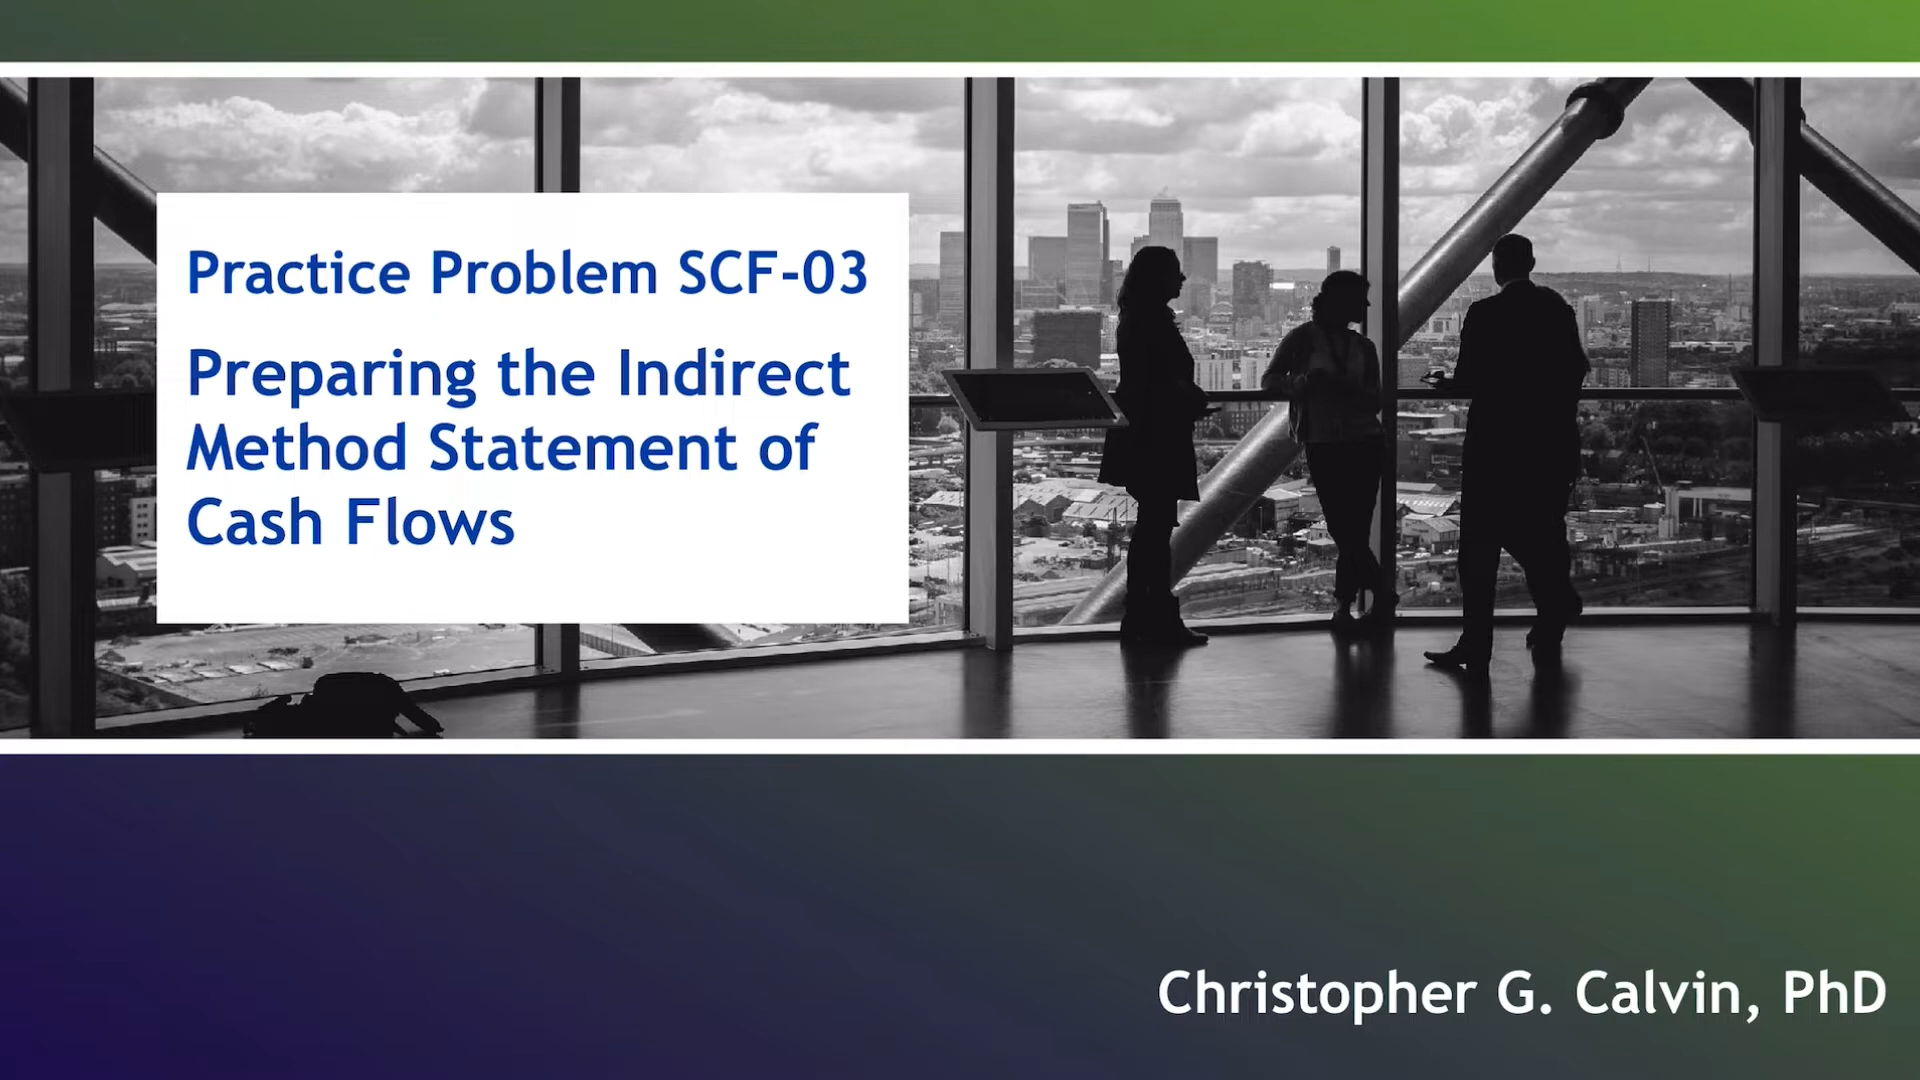 Practice Problem SCF-03
Preparing the Indirect
Method Statement of
Cash Flows
Christopher G. Calvin, PhD